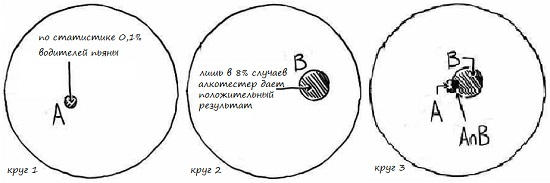 по статистике 0,1%
водителей пьяны
A
круг 1
B
лишь в 8% случаев
алкотестер дает
положительный
результат
круг 2
B
A
A∩B
круг 3